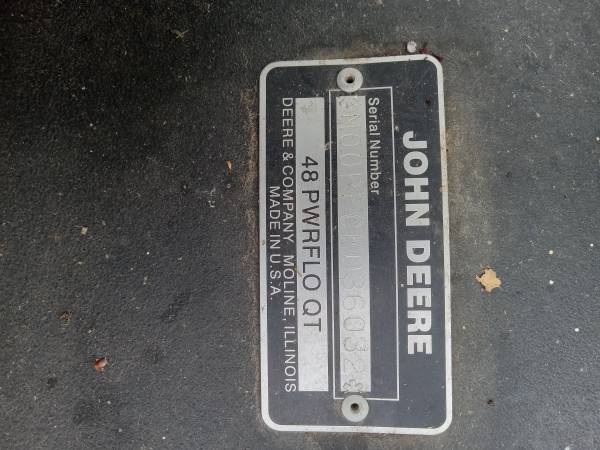 JOHN DEERE
Serial Number
48 PWRFLO QT
DEERE & COMPANY MOLINE, ILLINOIS
MADE IN U.S.A.